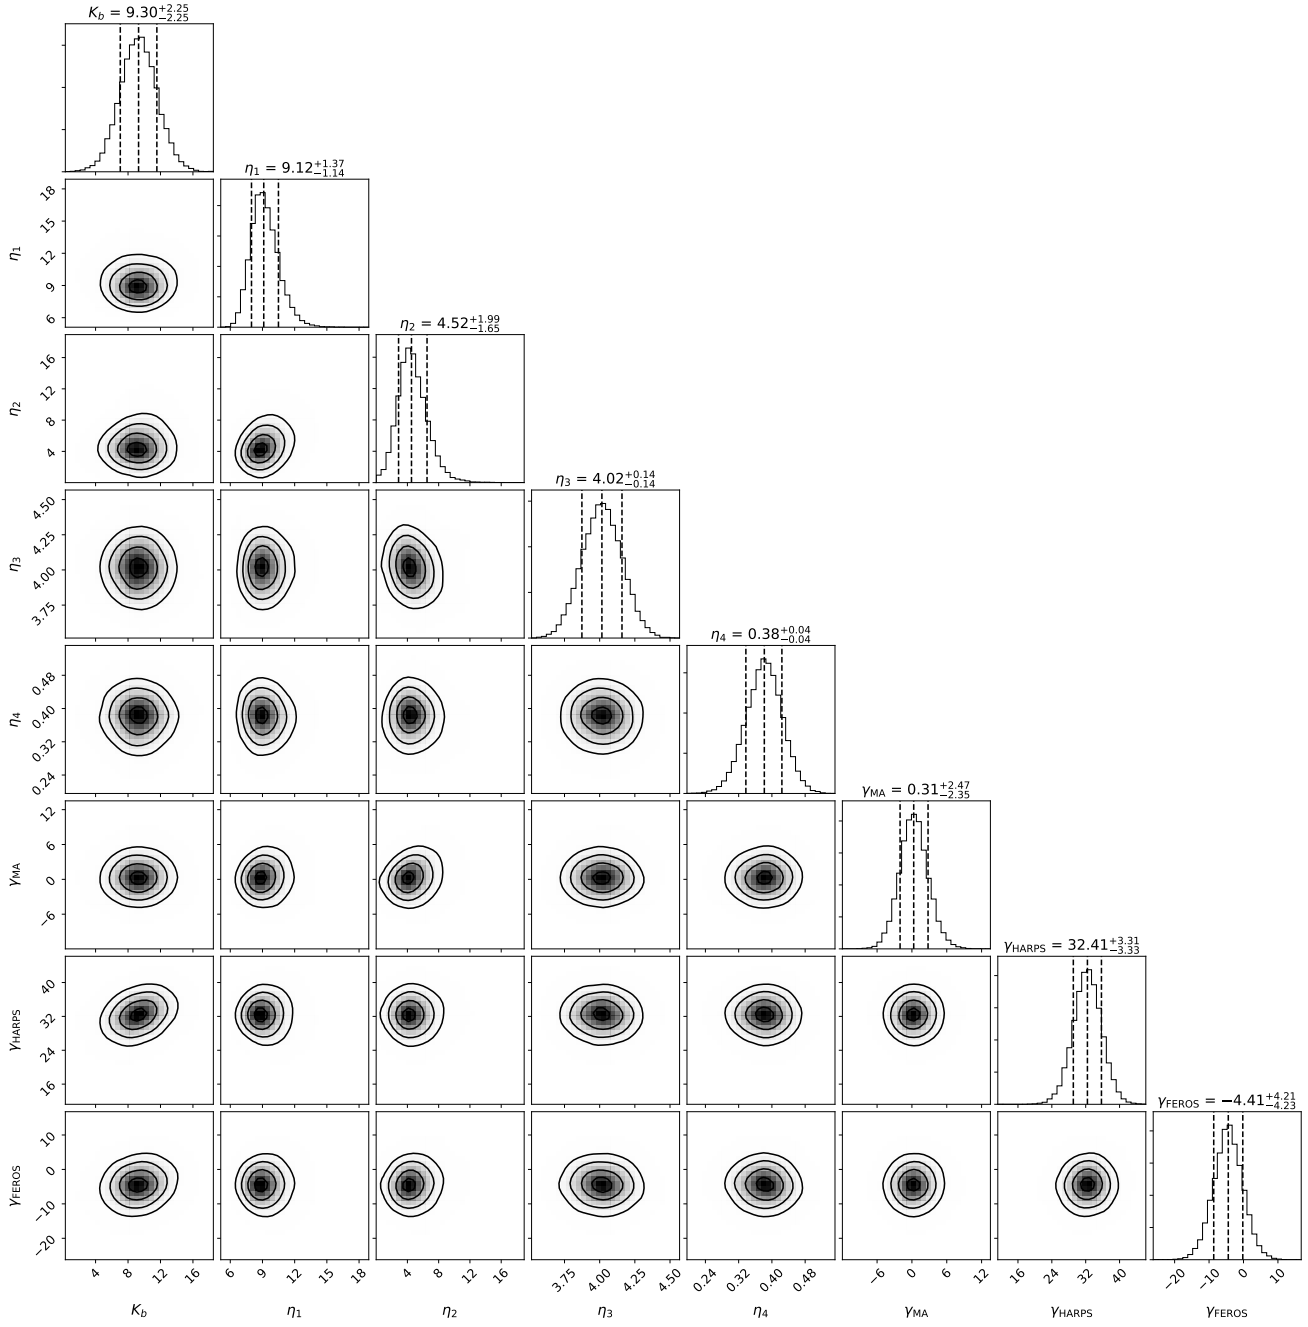 K_b = 9.30^{+2.25}_{−2.25}
η_1 = 9.12^{+1.37}_{−1.14}
18
15
12
9
6
η_1
η_2 = 4.52^{+1.99}_{−1.65}
16
12
8
4
η_2
η_3 = 4.02^{+0.14}_{−0.14}
4.50
4.25
4.00
3.75
η_3
η_4 = 0.38^{+0.04}_{−0.04}
0.48
0.40
0.32
0.24
η_4
γ_MA = 0.31^{+2.47}_{−2.35}
12
6
0
−6
γ_MA
γ_HARPS = 32.41^{+3.31}_{−3.33}
40
32
24
16
γ_HARPS
γ_FEROS = −4.41^{+4.21}_{−4.23}
10
0
−10
−20
γ_FEROS
4 8 12 16 6 9 12 15 18 4 8 12 16 3.75 4.00 4.25 4.50 0.24 0.32 0.40 0.48 −6 0 6 12 16 24 32 40 −20 −10 0 10
K_b η_1 η_2 η_3 η_4 γ_MA γ_HARPS γ_FEROS